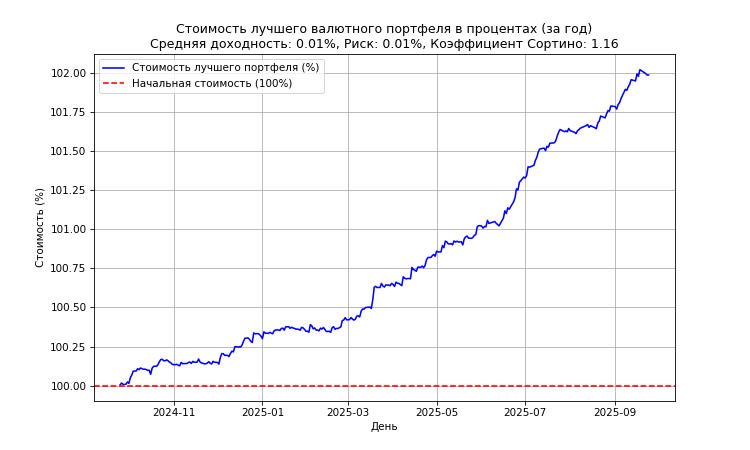 Стоимость лучшего валютного портфеля в процентах (за год)
Средняя доходность: 0.01%, Риск: 0.01%, Коэффициент Сортино: 1.16
Стоимость лучшего портфеля (%)
Начальная стоимость (100%)
Стоимость (%)
102.00
101.75
101.50
101.25
101.00
100.75
100.50
100.25
100.00
2024-11
2025-01
2025-03
2025-05
2025-07
2025-09
День